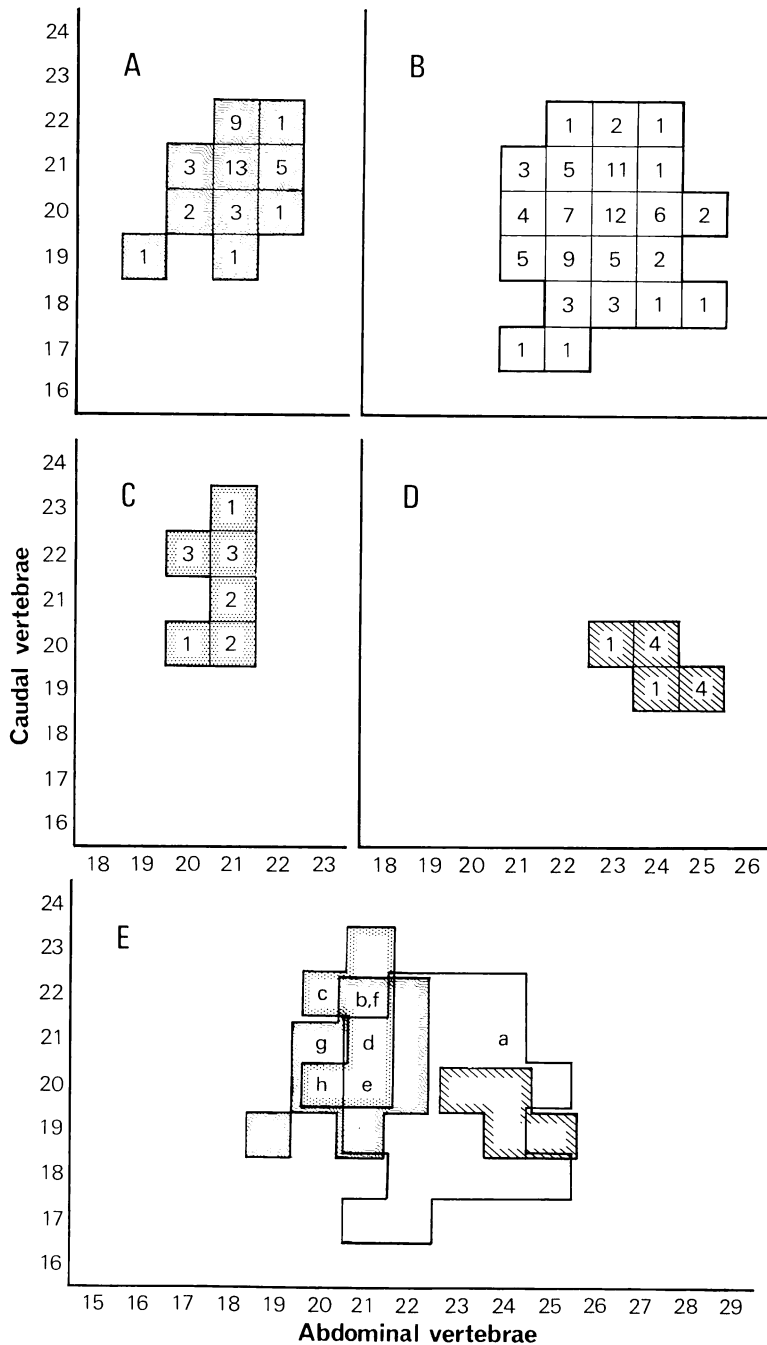 24
23
A
B
22 9 1 1 2 1
21 3 13 5 3 5 11 1
20 2 3 1 4 7 12 6 2
19 1 1 5 9 5 2
18 3 3 1 1
17 1 1
16
24
C
D
23 1
22 3 3
21 2
20 1 2 1 4
19 1 4
18
17
16
Caudal vertebrae
18 19 20 21 22 23 18 19 20 21 22 23 24 25 26
24
E
23
22 c b,f
21 g d a
20 h e
19
18
17
16
15 16 17 18 19 20 21 22 23 24 25 26 27 28 29
Abdominal vertebrae